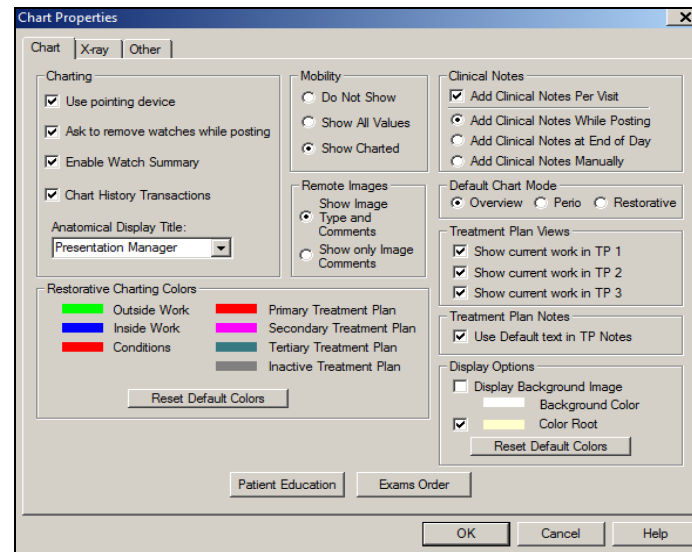 Chart Properties
Chart X-ray Other
Charting
Use pointing device
Ask to remove watches while posting
Enable Watch Summary
Chart History Transactions
Anatomical Display Title:
Presentation Manager
Mobility
Do Not Show
Show All Values
Show Charted
Remote Images
Show Image
Type and
Comments
Show only Image
Comments
Clinical Notes
Add Clinical Notes Per Visit
Add Clinical Notes While Posting
Add Clinical Notes at End of Day
Add Clinical Notes Manually
Default Chart Mode
Overview Perio Restorative
Treatment Plan Views
Show current work in TP 1
Show current work in TP 2
Show current work in TP 3
Treatment Plan Notes
Use Default text in TP Notes
Restorative Charting Colors
Outside Work
Inside Work
Conditions
Primary Treatment Plan
Secondary Treatment Plan
Tertiary Treatment Plan
Inactive Treatment Plan
Reset Default Colors
Display Options
Display Background Image
Background Color
Color Root
Reset Default Colors
Patient Education Exams Order
OK Cancel Help